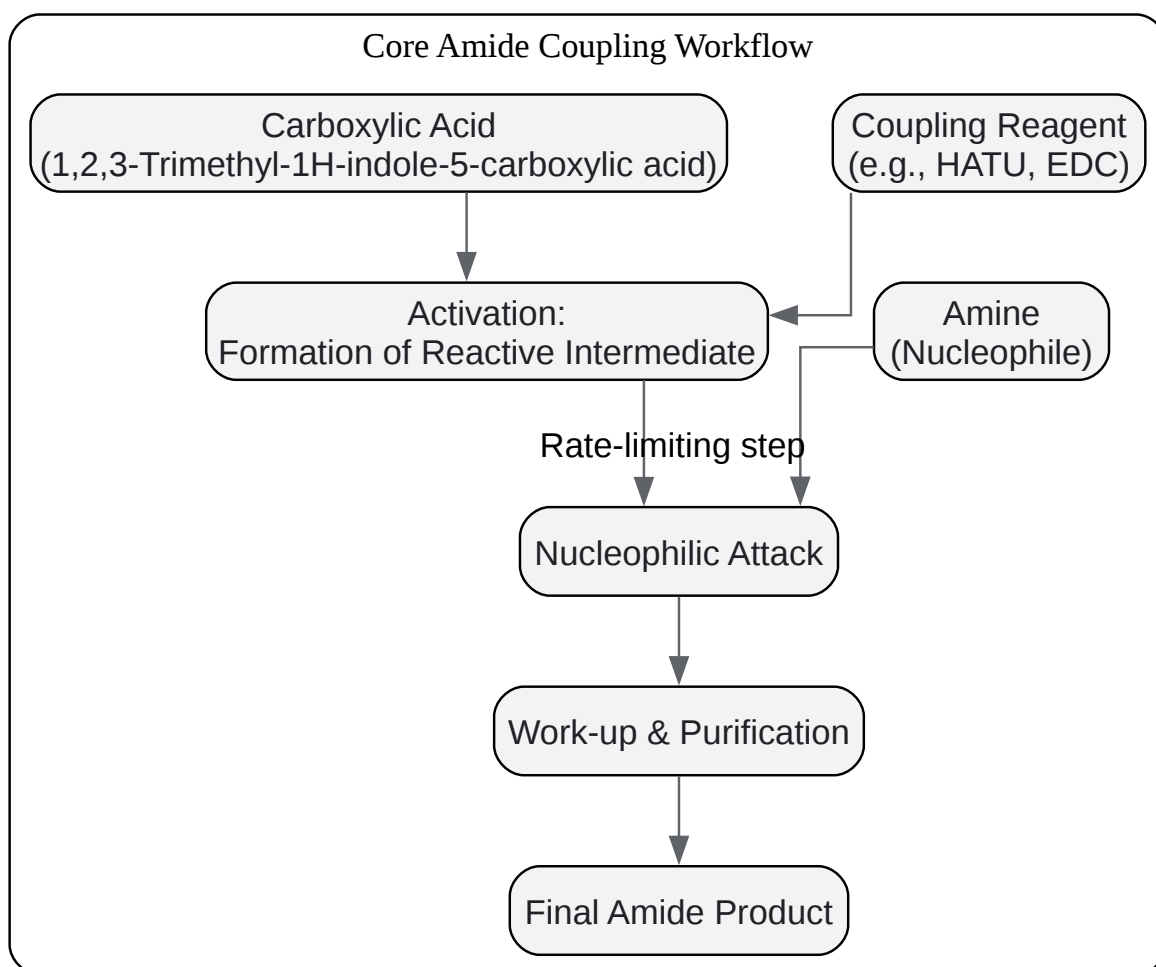 Core Amide Coupling Workflow
Carboxylic Acid
(1,2,3-Trimethyl-1H-indole-5-carboxylic acid)
Coupling Reagent
(e.g., HATU, EDC)
Activation:
Formation of Reactive Intermediate
Amine
(Nucleophile)
Rate-limiting step
Nucleophilic Attack
Work-up & Purification
Final Amide Product